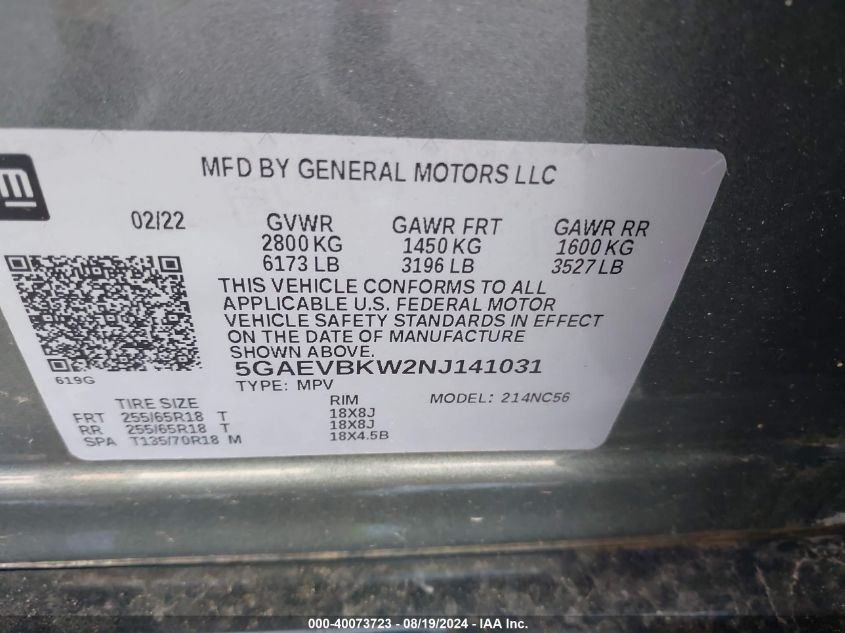 m
MFD BY GENERAL MOTORS LLC
02/22 GVWR GAWR FRT GAWR RR
2800 KG 1450 KG 1600 KG
6173 LB 3196 LB 3527 LB
THIS VEHICLE CONFORMS TO ALL
APPLICABLE U.S. FEDERAL MOTOR
VEHICLE SAFETY STANDARDS IN EFFECT
ON THE DATE OF MANUFACTURE
SHOWN ABOVE.
5GAEVBKW2NJ141031
619G
TYPE: MPV
TIRE SIZE RIM MODEL: 214NC56
FRT 255/65R18 T 18X8J
RR 255/65R18 T 18X8J
SPA T135/70R18 M 18X4.5B
000-40073723 - 08/19/2024 - IAA Inc.